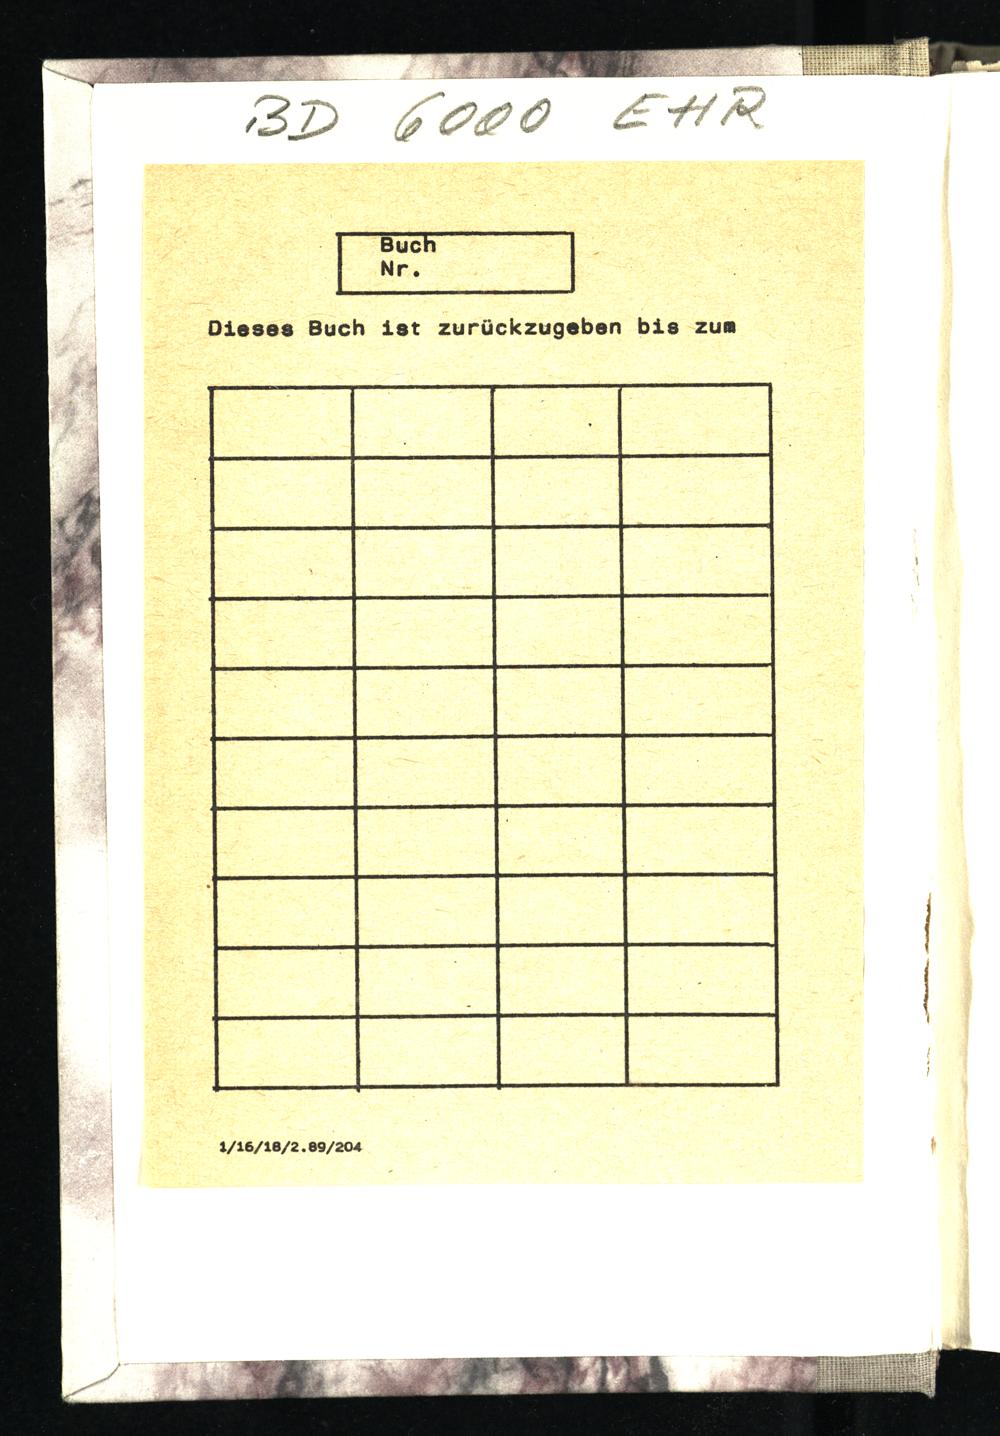 BD 6000 EHR
Buch
Nr.
Dieses Buch ist zurückzugeben bis zum
1/16/18/2.89/204